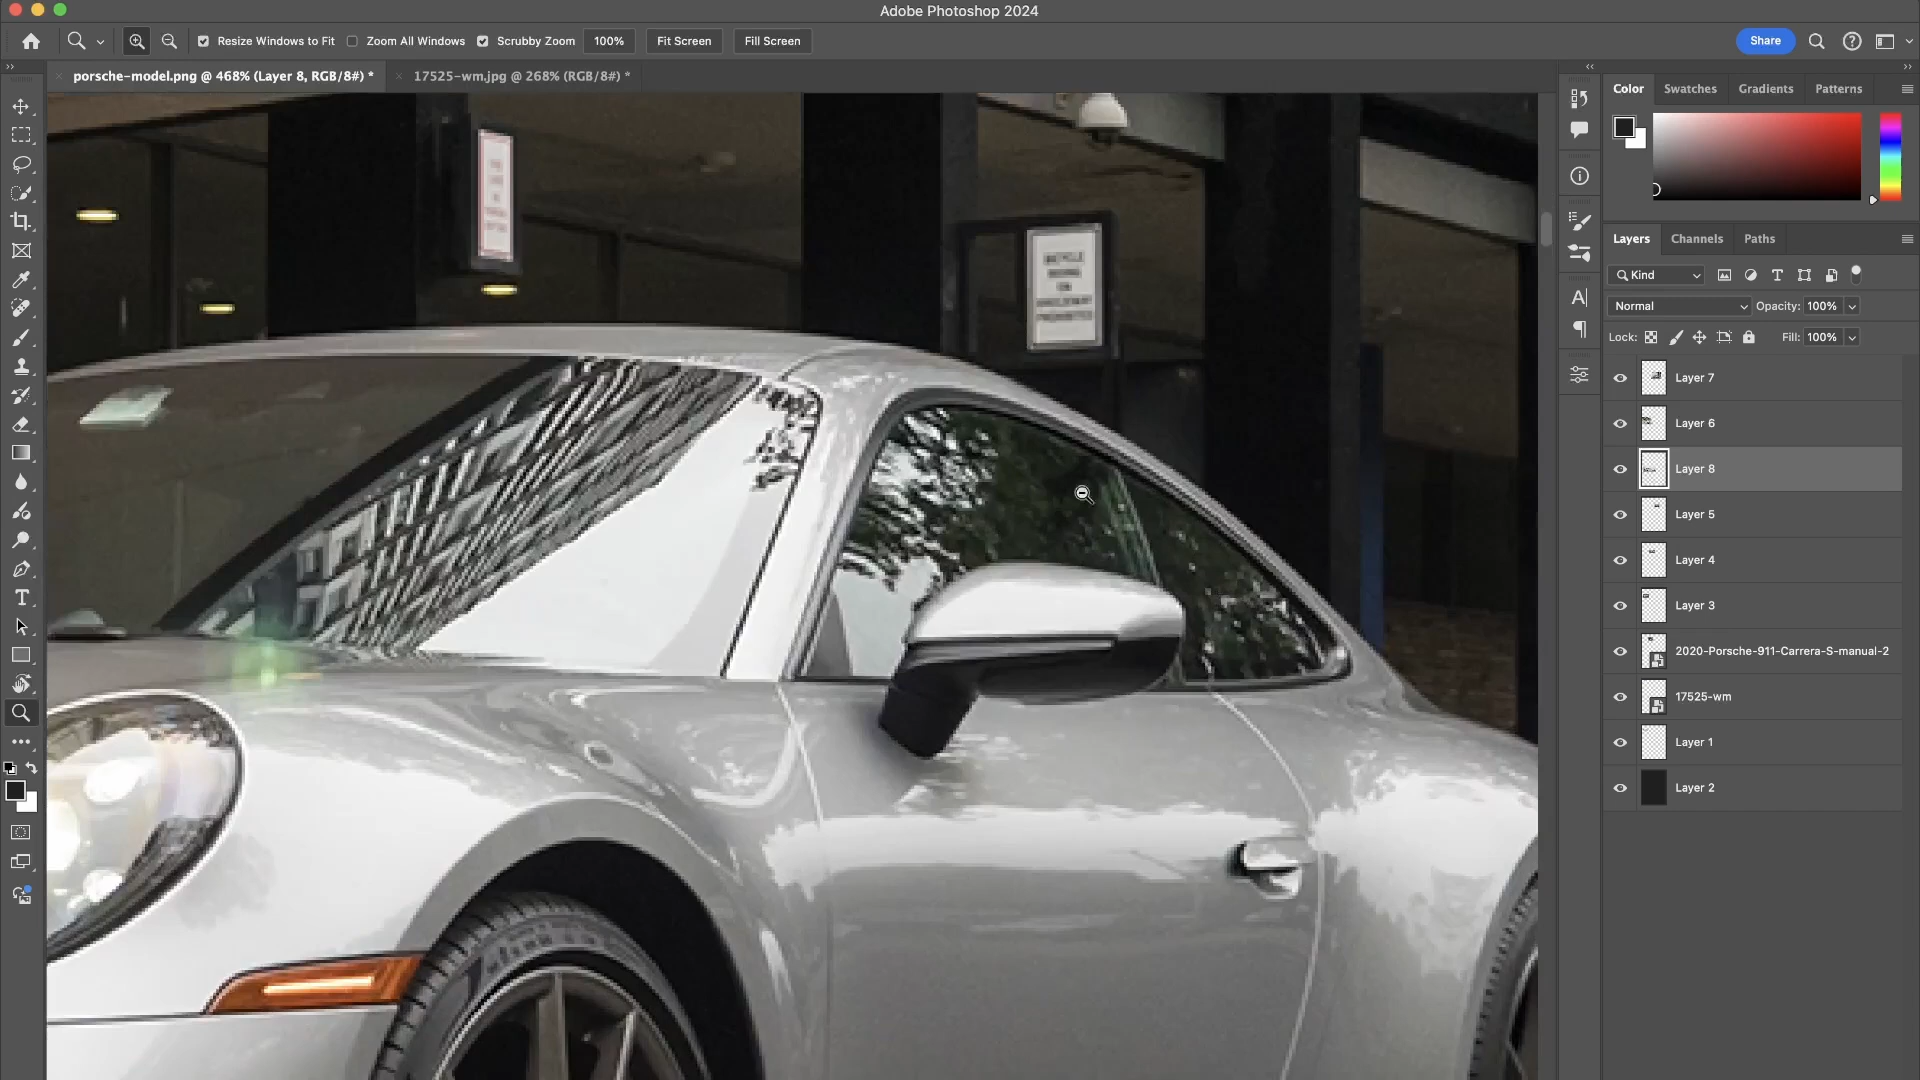 Adobe Photoshop 2024
Resize Windows to Fit Zoom All Windows Scrubby Zoom 100% Fit Screen Fill Screen Share
porsche-model.png @ 468% (Layer 8, RGB/8#) * 17525-wm.jpg @ 268% (RGB/8#) *
Color Swatches Gradients Patterns
Layers Channels Paths
Kind
Normal Opacity: 100%
Lock: Fill: 100%
Layer 7
Layer 6
Layer 8
Layer 5
Layer 4
Layer 3
2020-Porsche-911-Carrera-S-manual-2
17525-wm
Layer 1
Layer 2